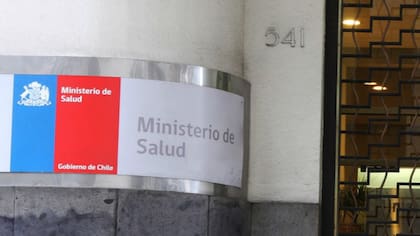 541
Ministerio de
Salud
Gobierno de Chile
Ministerio de
Salud